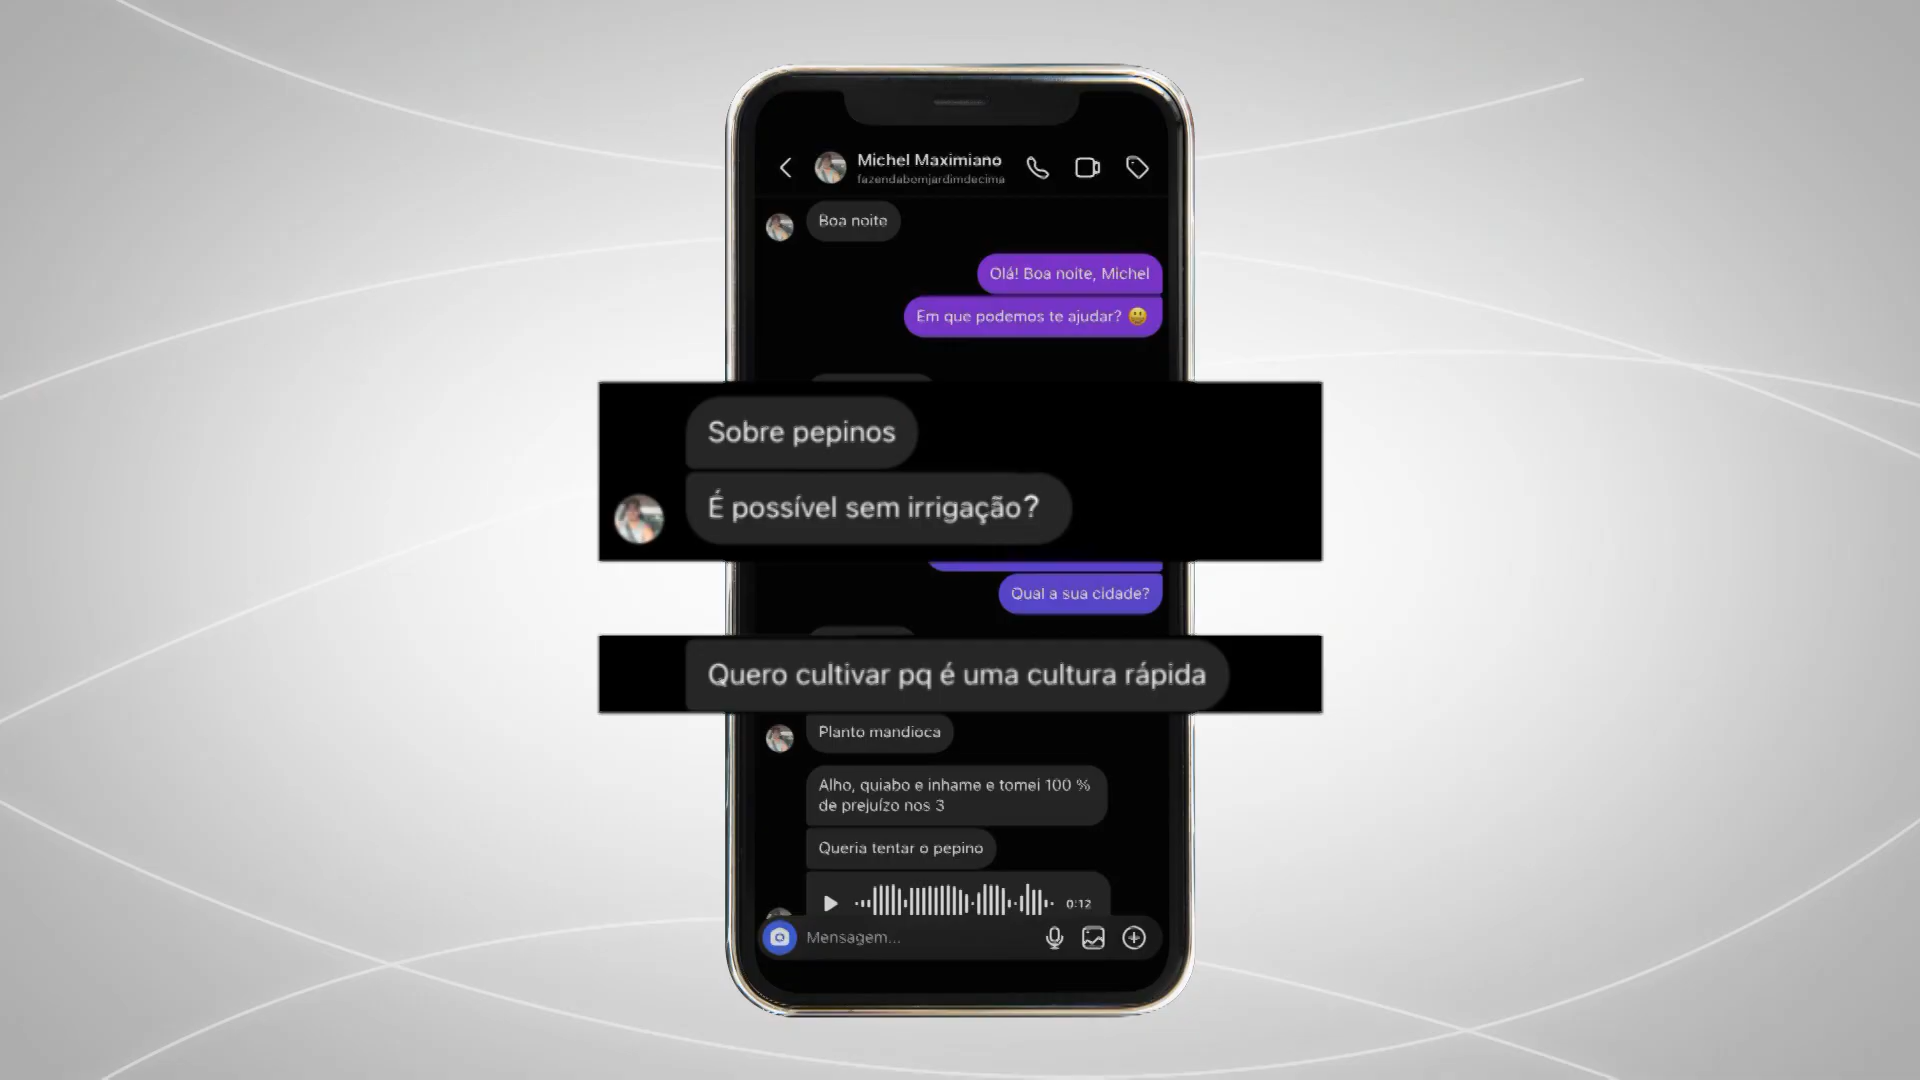 Michel Maximiano
fazendabomjardimdecima
Boa noite
Olá! Boa noite, Michel
Em que podemos te ajudar? 😃
Sobre pepinos
É possível sem irrigação?
Qual a sua cidade?
Quero cultivar pq é uma cultura rápida
Planto mandioca
Alho, quiabo e inhame e tomei 100 %
de prejuízo nos 3
Queria tentar o pepino
0:12
Mensagem...